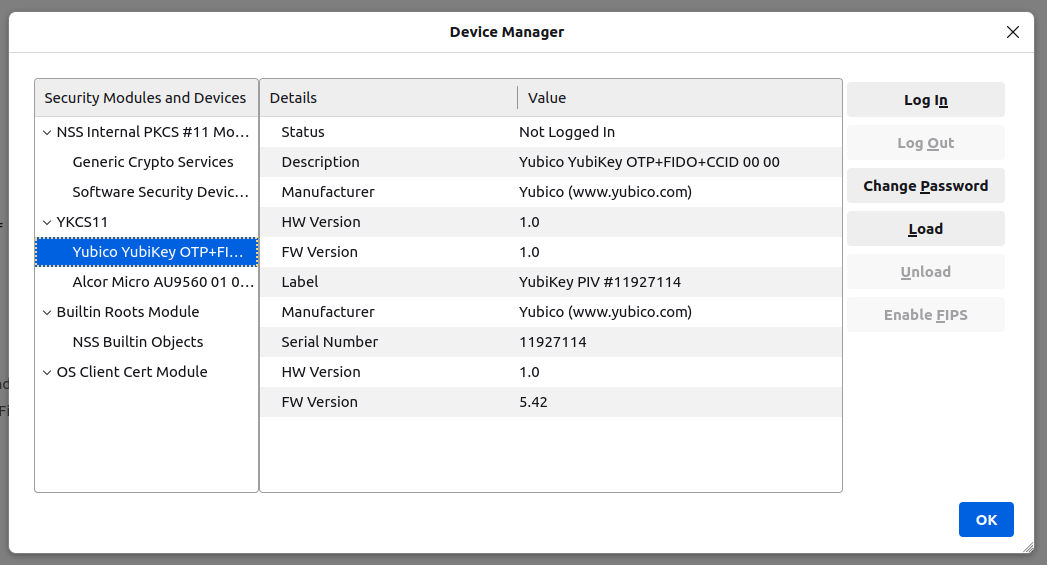 Device Manager
Security Modules and Devices
NSS Internal PKCS #11 Mo...
Generic Crypto Services
Software Security Devic...
YKCS11
Yubico YubiKey OTP+FI...
Alcor Micro AU9560 01 0...
Builtin Roots Module
NSS Builtin Objects
OS Client Cert Module
Details Value
Status Not Logged In
Description Yubico YubiKey OTP+FIDO+CCID 00 00
Manufacturer Yubico (www.yubico.com)
HW Version 1.0
FW Version 1.0
Label YubiKey PIV #11927114
Manufacturer Yubico (www.yubico.com)
Serial Number 11927114
HW Version 1.0
FW Version 5.42
Log In
Log Out
Change Password
Load
Unload
Enable FIPS
OK